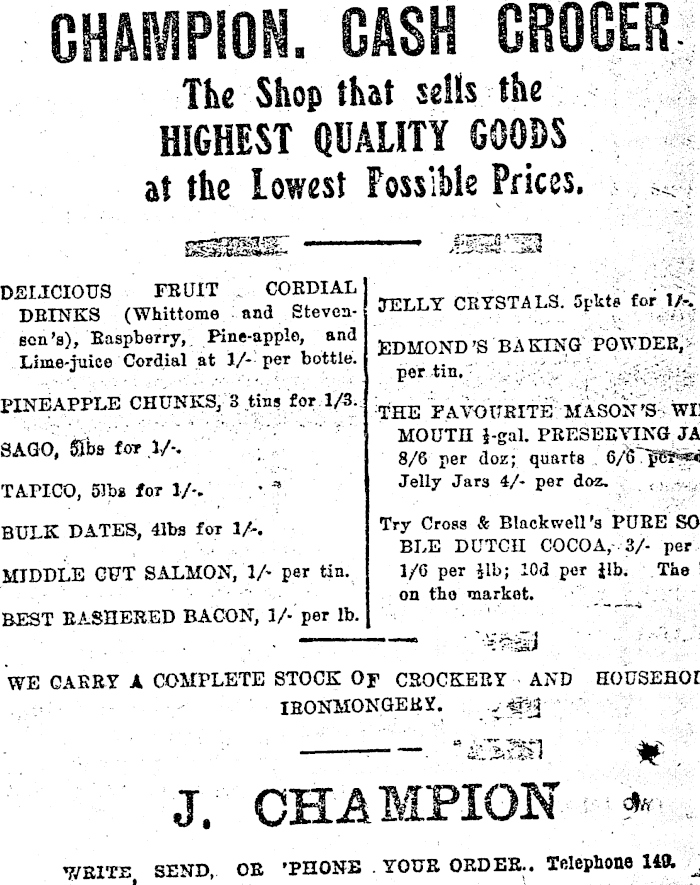 CHAMPION. CASH GROCER.
The Shop that sells the
HIGHEST QUALITY GOODS
at the Lowest Possible Prices.
DELICIOUS FRUIT CORDIAL
DRINKS (Whittome and Steven-
son's), Raspberry, Pine-apple, and
Lime-juice Cordial at 1/- per bottle.
PINEAPPLE CHUNKS, 3 tins for 1/3.
SAGO, 5lbs for 1/-.
TAPICO, 5lbs for 1/-.
BULK DATES, 4lbs for 1/-.
MIDDLE CUT SALMON, 1/- per tin.
BEST RASHERED BACON, 1/- per lb.
JELLY CRYSTALS. 5pkts for 1/-.
EDMOND'S BAKING POWDER,
per tin.
THE FAVOURITE MASON'S WI
MOUTH ½-gal. PRESERVING JA
8/6 per doz; quarts 6/6 per
Jelly Jars 4/- per doz.
Try Cross & Blackwell's PURE SO
BLE DUTCH COCOA, 3/- per
1/6 per ½lb; 10d per ¼lb. The
on the market.
WE CARRY A COMPLETE STOCK OF CROCKERY AND HOUSEHOL
IRONMONGERY.
J. CHAMPION
WRITE, SEND, OR 'PHONE YOUR ORDER.. Telephone 149.